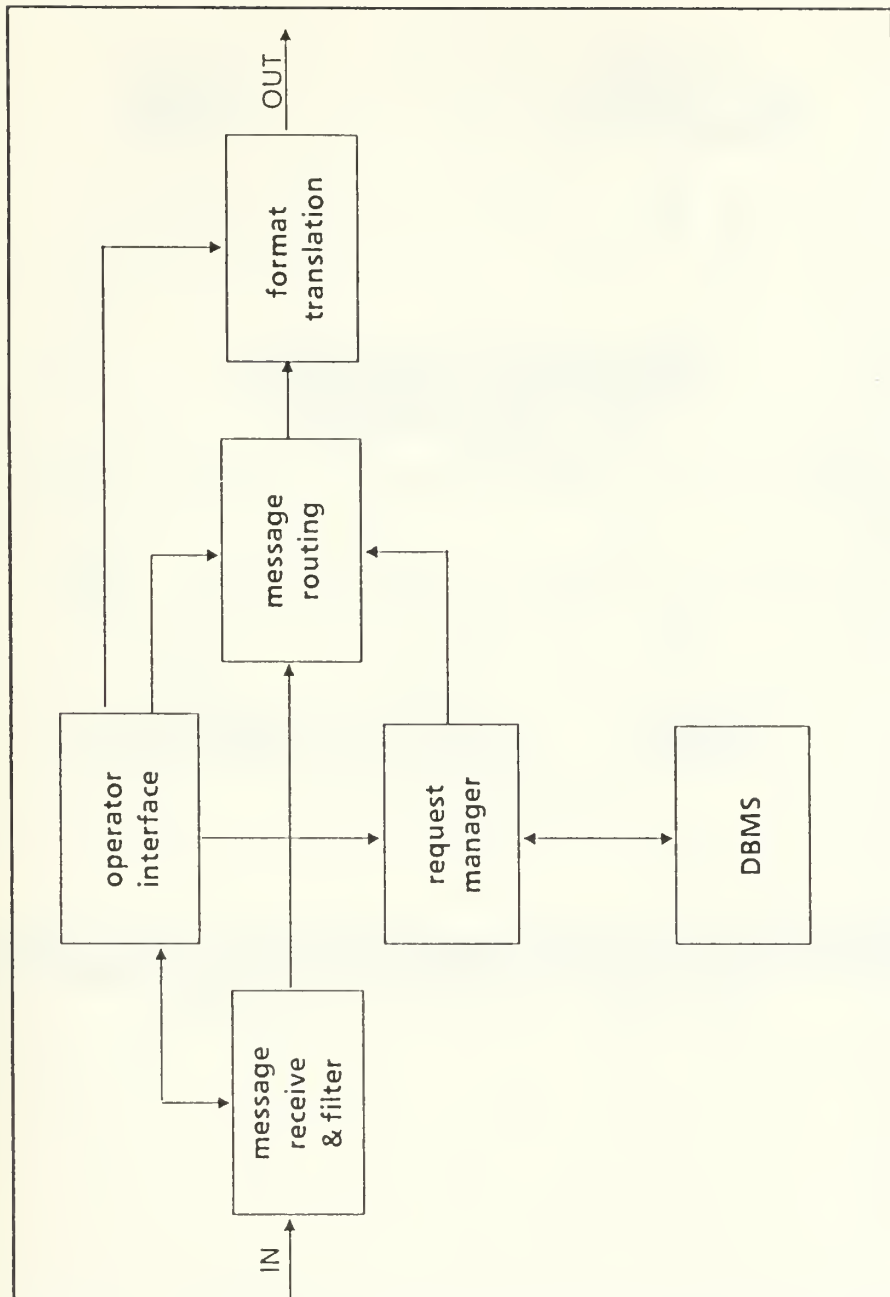 IN
message
receive
& filter
operator
interface
request
manager
DBMS
message
routing
format
translation
OUT